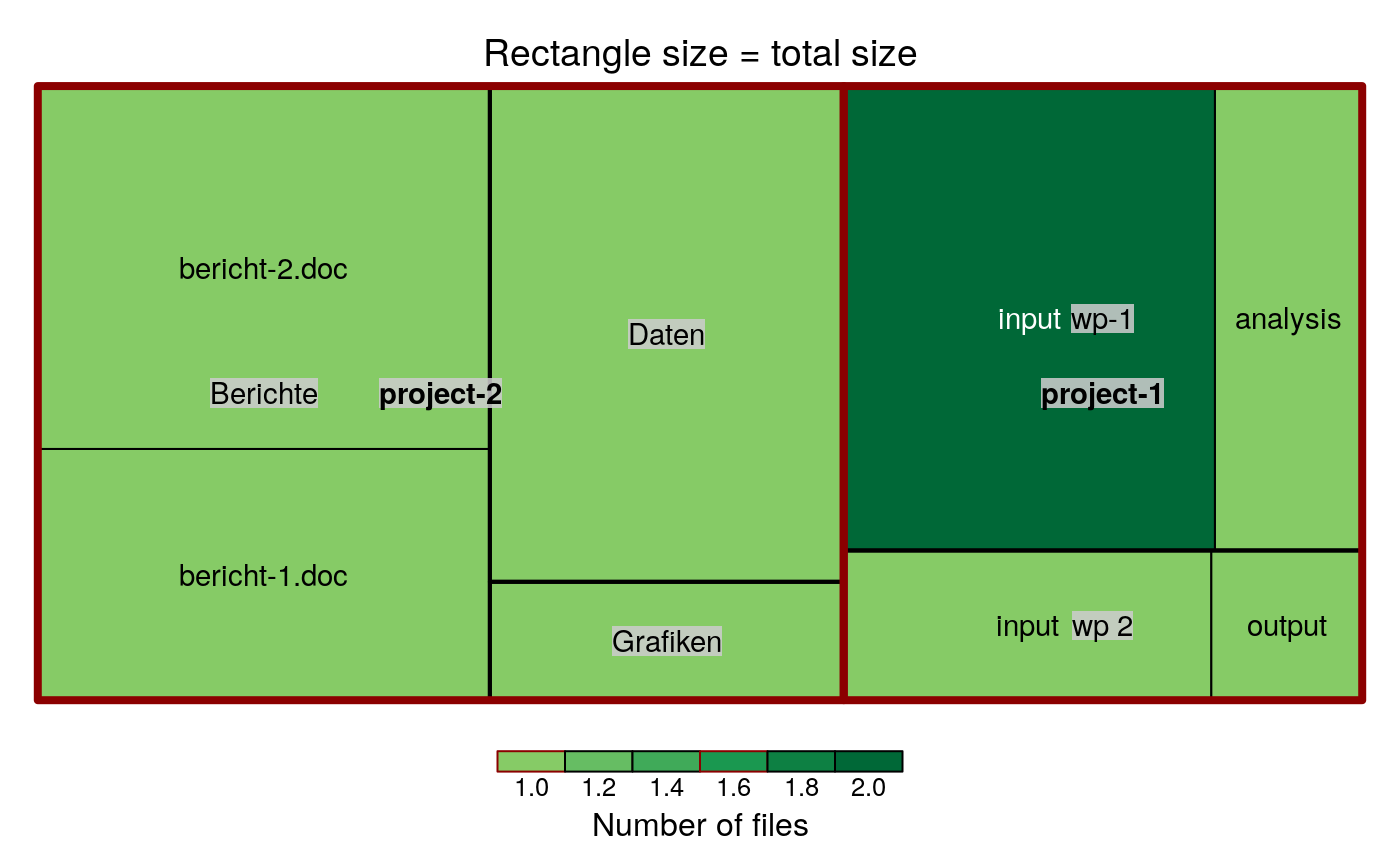 Rectangle size = total size
bericht-2.doc
Daten
input wp-1
analysis
Berichte
project-2
project-1
bericht-1.doc
Grafiken
input wp 2
output
1.0 1.2 1.4 1.6 1.8 2.0
Number of files